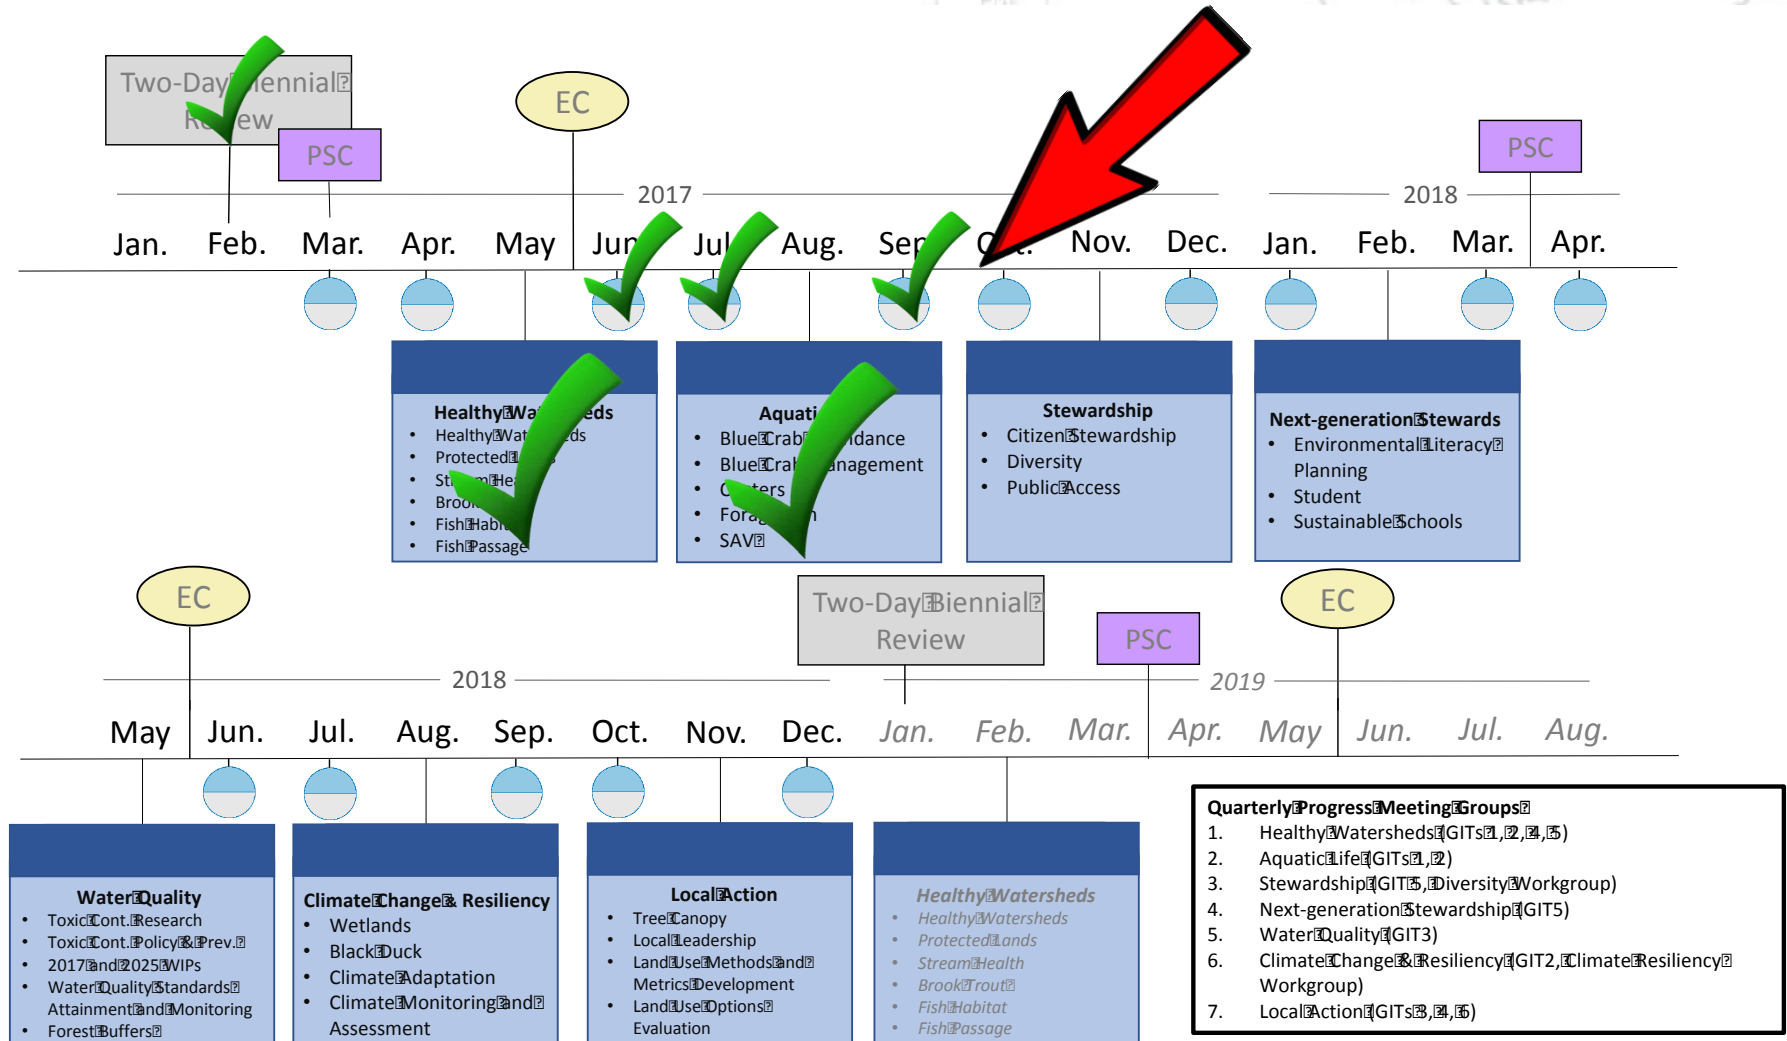 Two-Day Biennial
Review
PSC
EC
PSC
2017
2018
Jan.
Feb.
Mar.
Apr.
May
Jun.
Jul.
Aug.
Sep.
Oct.
Nov.
Dec.
Jan.
Feb.
Mar.
Apr.
Healthy Watersheds
• Healthy Watersheds
• Protected Lands
• Stream Health
• Brook
• Fish Habitat
• Fish Passage
Aquatic
• Blue Crab Abundance
• Blue Crab Management
• Oysters
• Forage Fish
• SAV
Stewardship
• Citizen Stewardship
• Diversity
• Public Access
Next-generation Stewards
• Environmental Literacy
Planning
• Student
• Sustainable Schools
EC
Two-Day Biennial
Review
PSC
EC
2018
2019
May
Jun.
Jul.
Aug.
Sep.
Oct.
Nov.
Dec.
Jan.
Feb.
Mar.
Apr.
May
Jun.
Jul.
Aug.
Water Quality
• Toxic Cont. Research
• Toxic Cont. Policy & Prev.
• 2017 and 2025 WIPs
• Water Quality Standards
Attainment and Monitoring
• Forest Buffers
Climate Change & Resiliency
• Wetlands
• Black Duck
• Climate Adaptation
• Climate Monitoring and
Assessment
Local Action
• Tree Canopy
• Local Leadership
• Land Use Methods and
Metrics Development
• Land Use Options
Evaluation
Healthy Watersheds
• Healthy Watersheds
• Protected Lands
• Stream Health
• Brook Trout
• Fish Habitat
• Fish Passage
Quarterly Progress Meeting Groups
1. Healthy Watersheds (GITs 1, 2, 4, 5)
2. Aquatic Life (GITs 1, 2)
3. Stewardship (GIT 5, Diversity Workgroup)
4. Next-generation Stewardship (GIT5)
5. Water Quality (GIT3)
6. Climate Change & Resiliency (GIT2, Climate Resiliency
Workgroup)
7. Local Action (GITs 3, 4, 6)